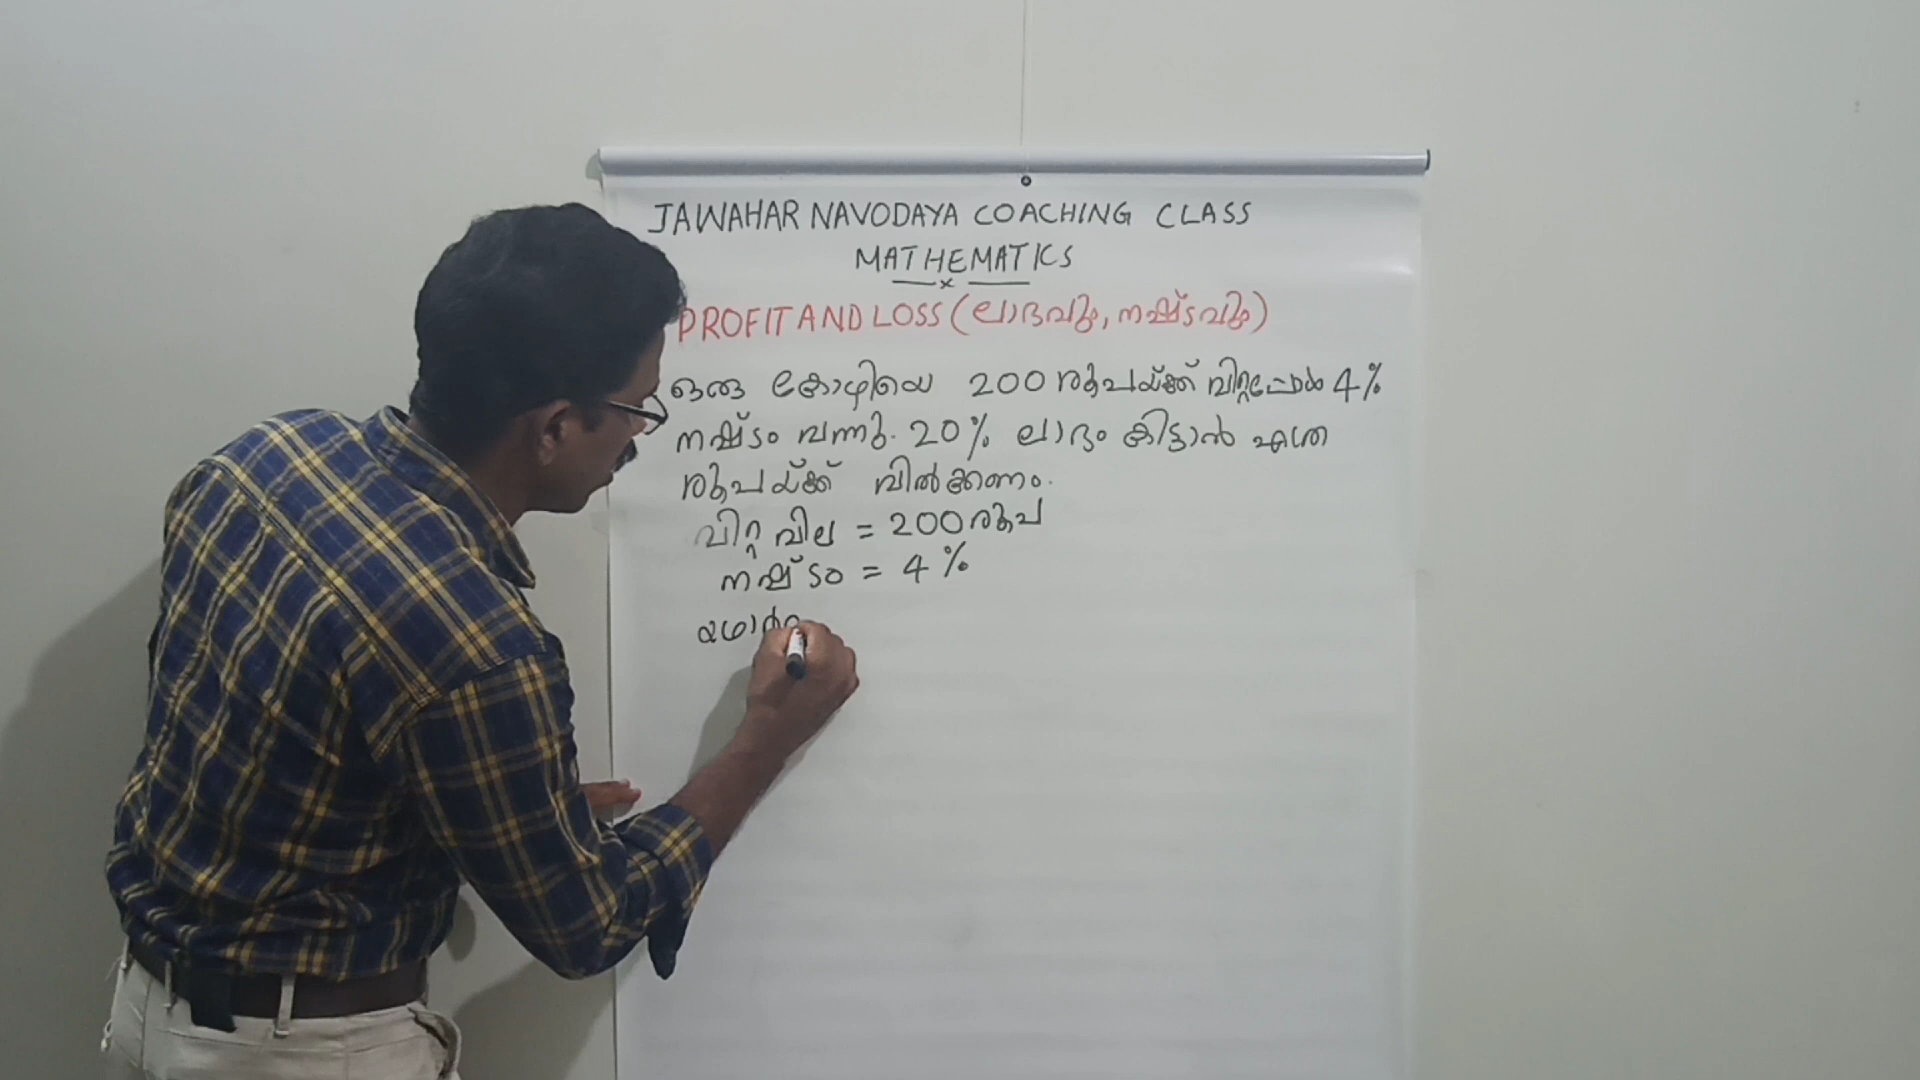 JAWAHAR NAVODAYA COACHING CLASS
MATHEMATICS
PROFIT AND LOSS (ലാഭവും, നഷ്ടവും)
ഒരു കോഴിയെ 200 രൂപയ്ക്ക് വിറ്റപ്പോൾ 4%
നഷ്ടം വന്നു. 20% ലാഭം കിട്ടാൻ എത്ര
രൂപയ്ക്ക് വിൽക്കണം.
വിറ്റ വില = 200 രൂപ
നഷ്ടം = 4%